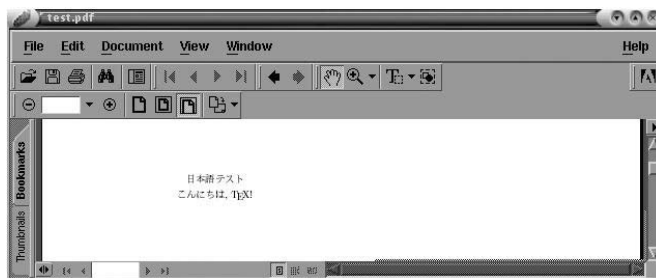 test.pdf
File Edit Document View Window Help
Bookmarks
Thumbnails
日本語テスト
こんにちは, TEX!